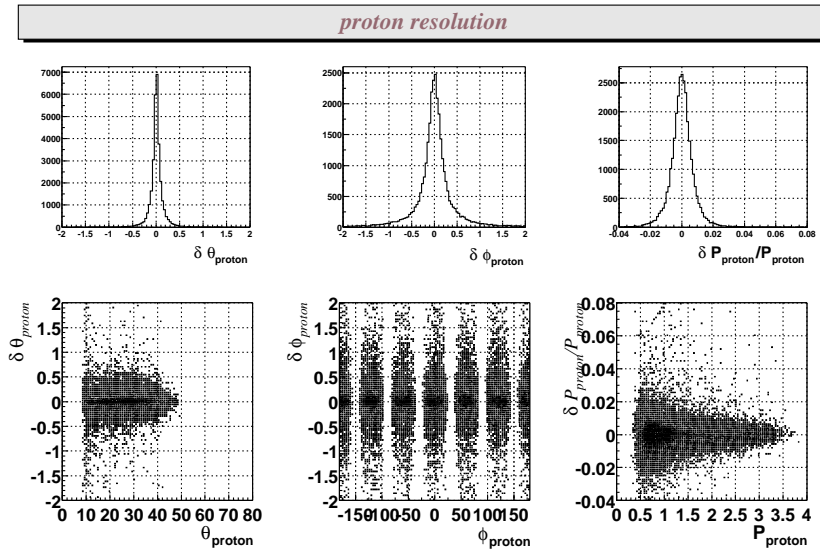 proton resolution
7000
6000
5000
4000
3000
2000
1000
0
-2 -1.5 -1 -0.5 0 0.5 1 1.5 2
δ θproton
2500
2000
1500
1000
500
0
-2 -1.5 -1 -0.5 0 0.5 1 1.5 2
δ ϕproton
2500
2000
1500
1000
500
0
-0.04 -0.02 0 0.02 0.04 0.06 0.08
δ Pproton/Pproton
δ θproton
2
1.5
1
0.5
0
-0.5
-1
-1.5
-2
0 10 20 30 40 50 60 70 80
θproton
δ ϕproton
2
1.5
1
0.5
0
-0.5
-1
-1.5
-2
-150 -100 -50 0 50 100 150
ϕproton
δ Pproton/Pproton
0.08
0.06
0.04
0.02
0
-0.02
-0.04
0 0.5 1 1.5 2 2.5 3 3.5 4
Pproton